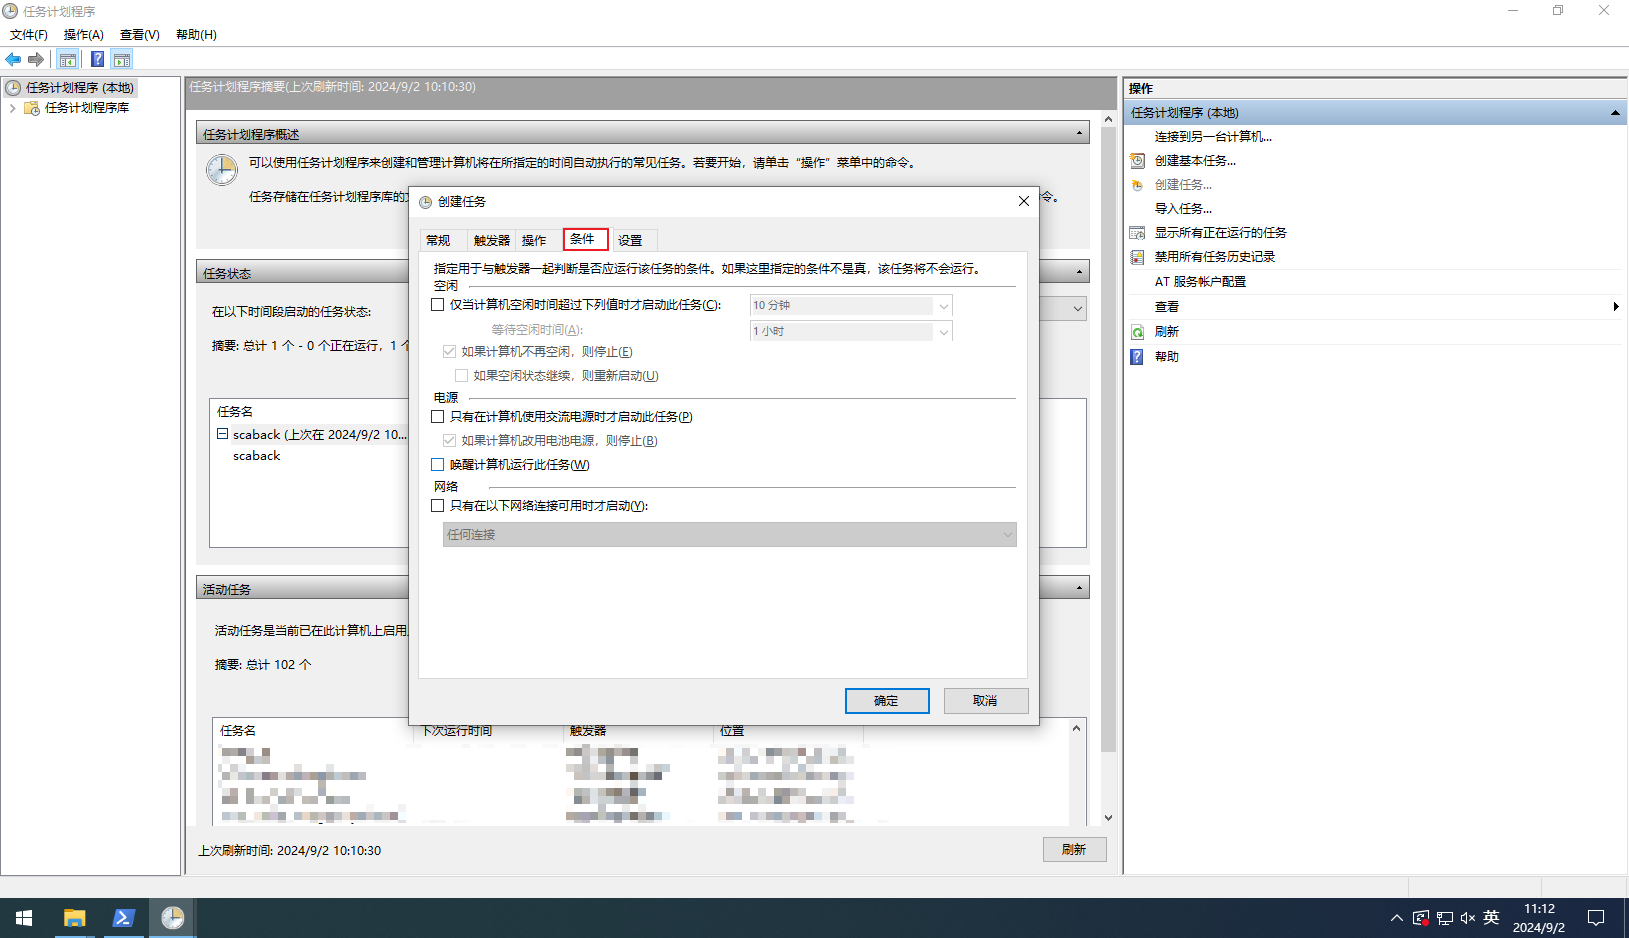 任务计划程序
文件(F) 操作(A) 查看(V) 帮助(H)
任务计划程序 (本地)
任务计划程序库
任务计划程序摘要(上次刷新时间: 2024/9/2 10:10:30)
任务计划程序概述
可以使用任务计划程序来创建和管理计算机将在所指定的时间自动执行的常见任务。若要开始，请单击“操作”菜单中的命令。
任务存储在任务计划程序库的
令。
任务状态
在以下时间段启动的任务状态:
摘要: 总计 1 个 - 0 个正在运行，1 个
任务名
scaback (上次在 2024/9/2 10...
scaback
活动任务
活动任务是当前已在此计算机上启用
摘要: 总计 102 个
任务名 下次运行时间 触发器 位置
上次刷新时间: 2024/9/2 10:10:30
刷新
创建任务
常规 触发器 操作 条件 设置
指定用于与触发器一起判断是否应运行该任务的条件。如果这里指定的条件不是真，该任务将不会运行。
空闲
仅当计算机空闲时间超过下列值时才启动此任务(C): 10 分钟
等待空闲时间(A): 1 小时
如果计算机不再空闲，则停止(E)
如果空闲状态继续，则重新启动(U)
电源
只有在计算机使用交流电源时才启动此任务(P)
如果计算机改用电池电源，则停止(B)
唤醒计算机运行此任务(W)
网络
只有在以下网络连接可用时才启动(Y):
任何连接
确定 取消
操作
任务计划程序 (本地)
连接到另一台计算机...
创建基本任务...
创建任务...
导入任务...
显示所有正在运行的任务
禁用所有任务历史记录
AT 服务帐户配置
查看
刷新
帮助
英
11:12
2024/9/2